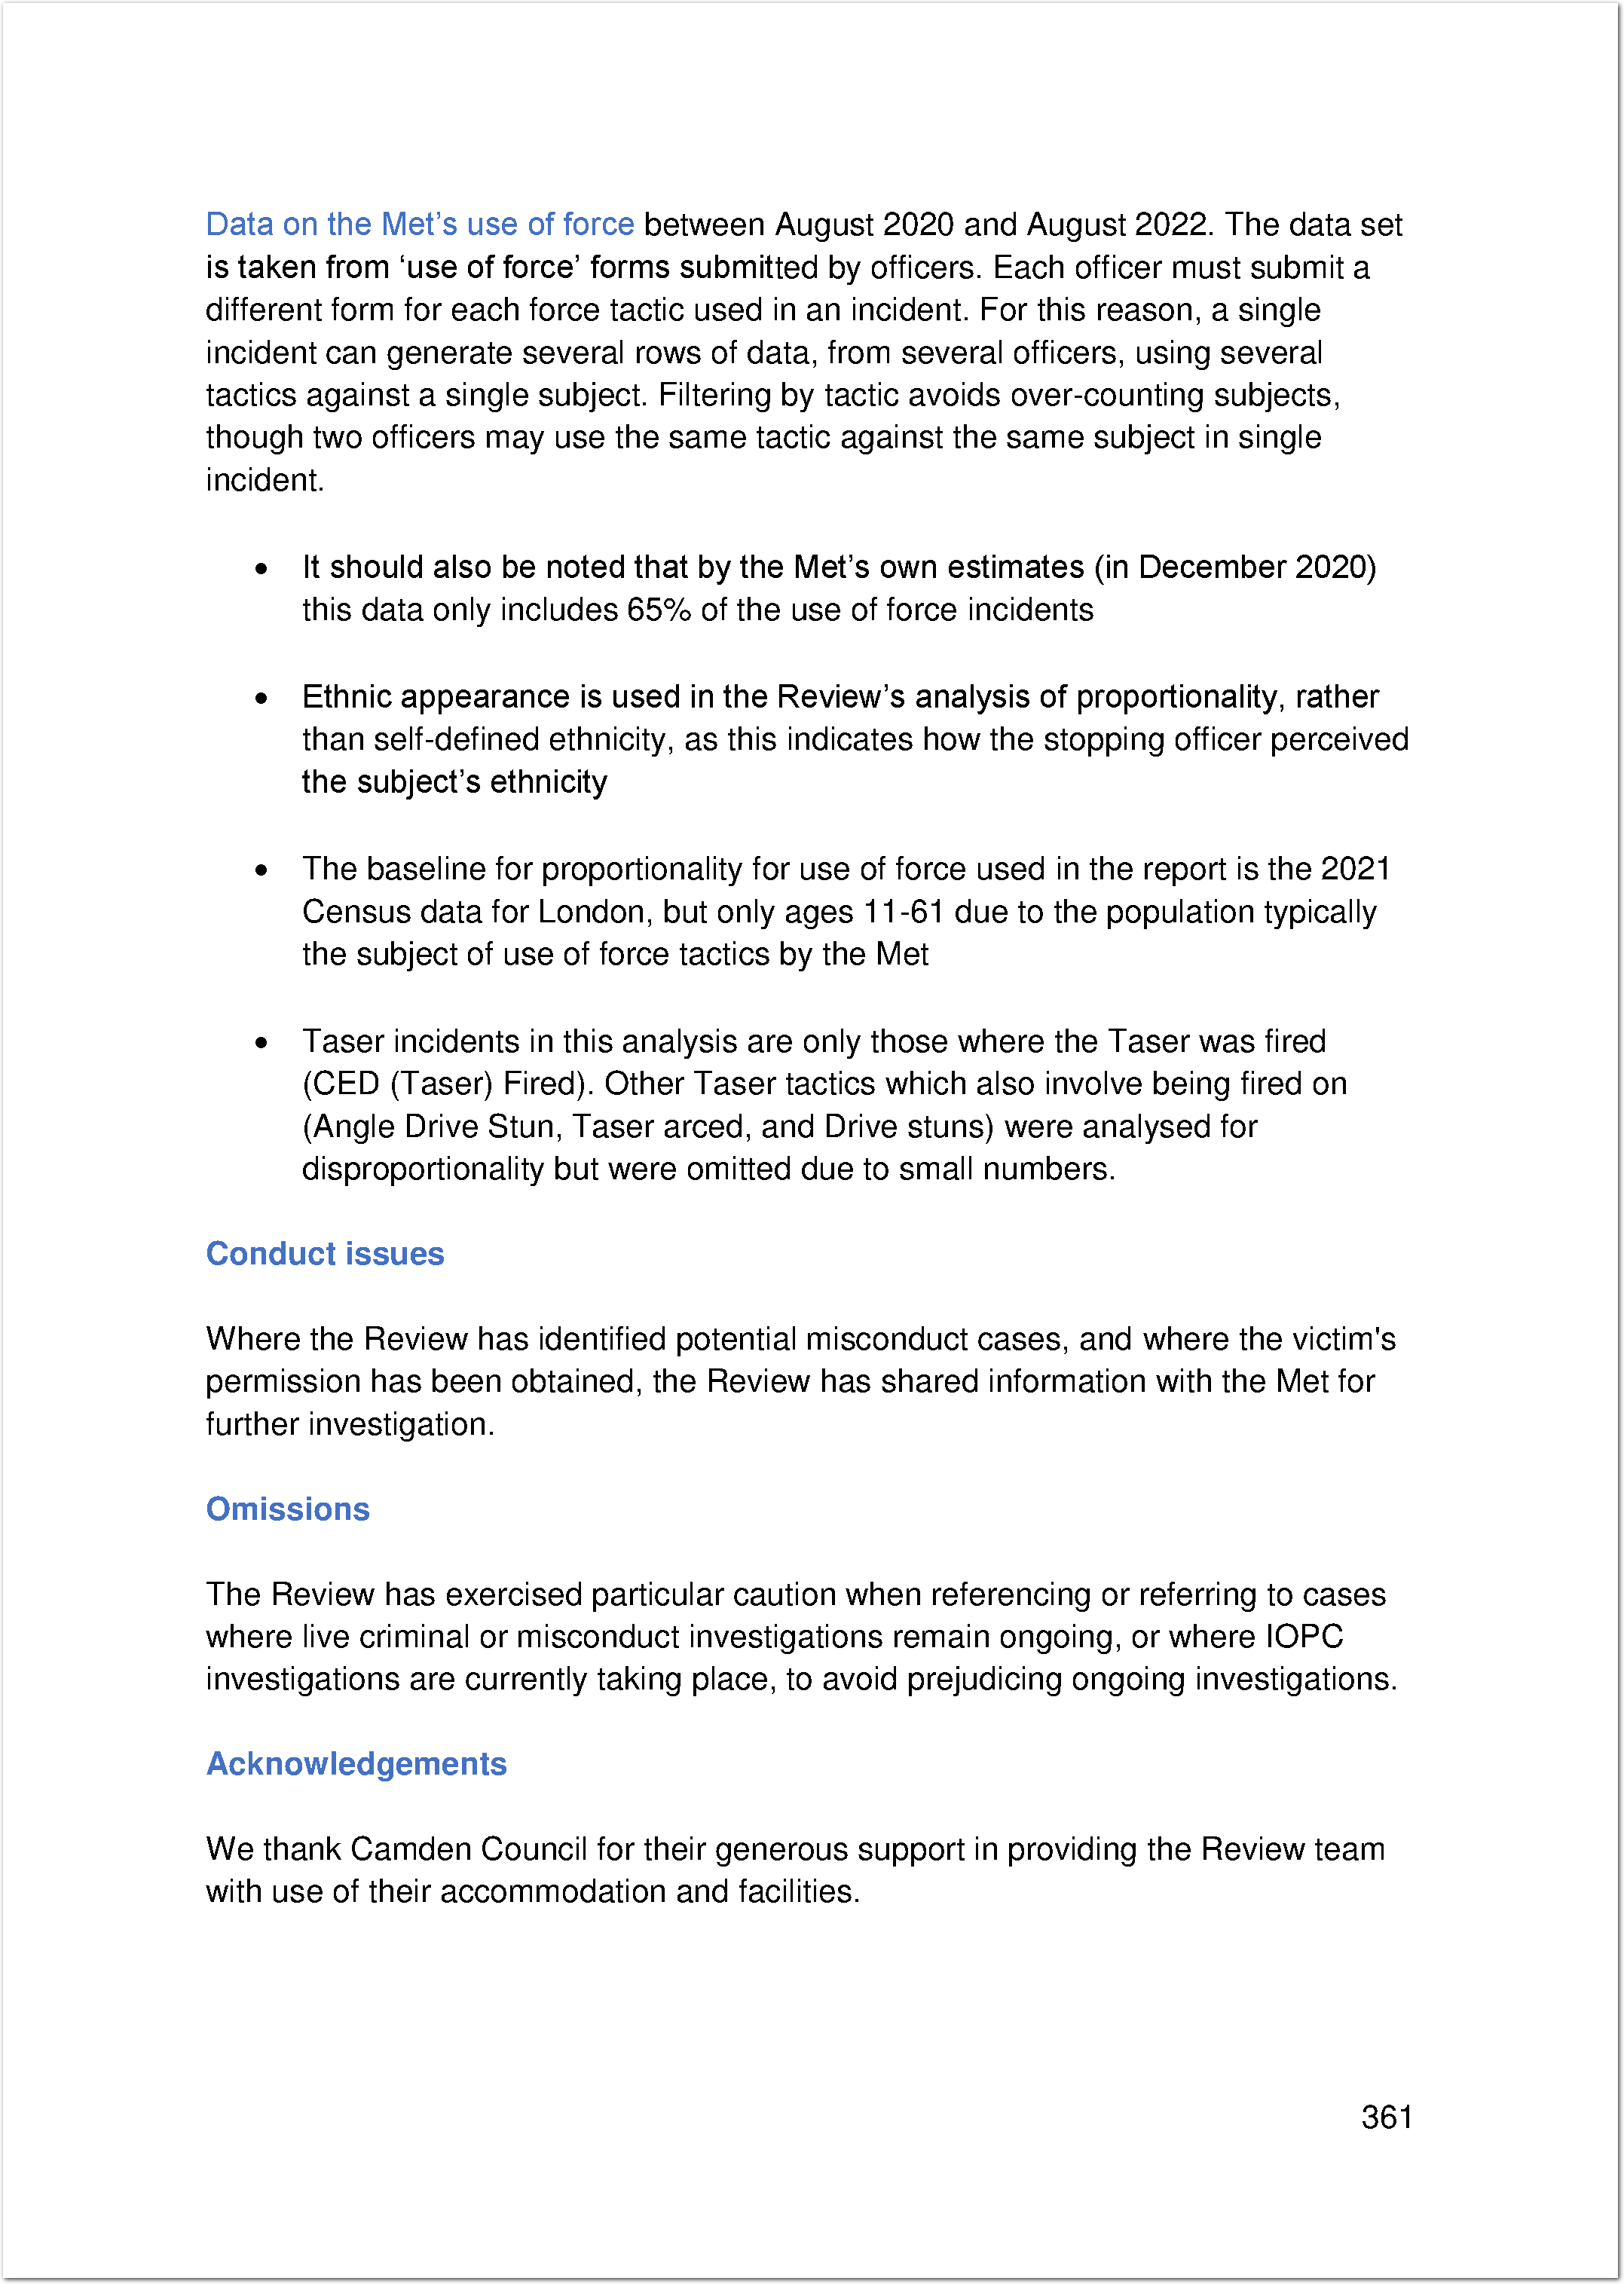 Data on the Met’s use of force between August 2020 and August 2022. The data set
is taken from ‘use of force’ forms submitted by officers. Each officer must submit a
different form for each force tactic used in an incident. For this reason, a single
incident can generate several rows of data, from several officers, using several
tactics against a single subject. Filtering by tactic avoids over-counting subjects,
though two officers may use the same tactic against the same subject in single
incident.
• It should also be noted that by the Met’s own estimates (in December 2020)
this data only includes 65% of the use of force incidents
• Ethnic appearance is used in the Review’s analysis of proportionality, rather
than self-defined ethnicity, as this indicates how the stopping officer perceived
the subject’s ethnicity
• The baseline for proportionality for use of force used in the report is the 2021
Census data for London, but only ages 11-61 due to the population typically
the subject of use of force tactics by the Met
• Taser incidents in this analysis are only those where the Taser was fired
(CED (Taser) Fired). Other Taser tactics which also involve being fired on
(Angle Drive Stun, Taser arced, and Drive stuns) were analysed for
disproportionality but were omitted due to small numbers.
Conduct issues
Where the Review has identified potential misconduct cases, and where the victim's
permission has been obtained, the Review has shared information with the Met for
further investigation.
Omissions
The Review has exercised particular caution when referencing or referring to cases
where live criminal or misconduct investigations remain ongoing, or where IOPC
investigations are currently taking place, to avoid prejudicing ongoing investigations.
Acknowledgements
We thank Camden Council for their generous support in providing the Review team
with use of their accommodation and facilities.
361